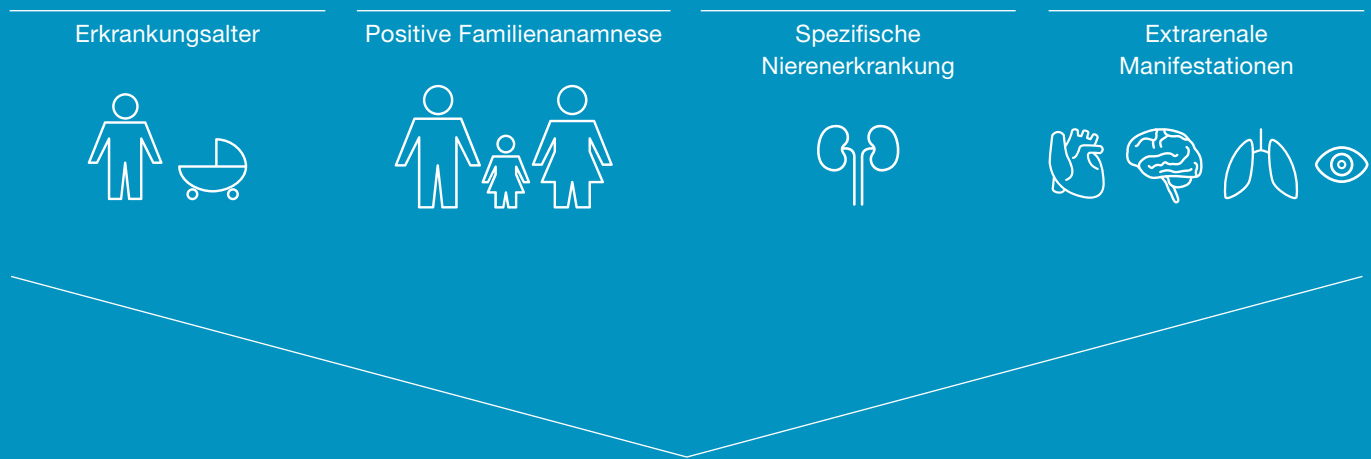 Erkrankungsalter
Positive Familienanamnese
Spezifische
Nierenerkrankung
Extrarenale
Manifestationen